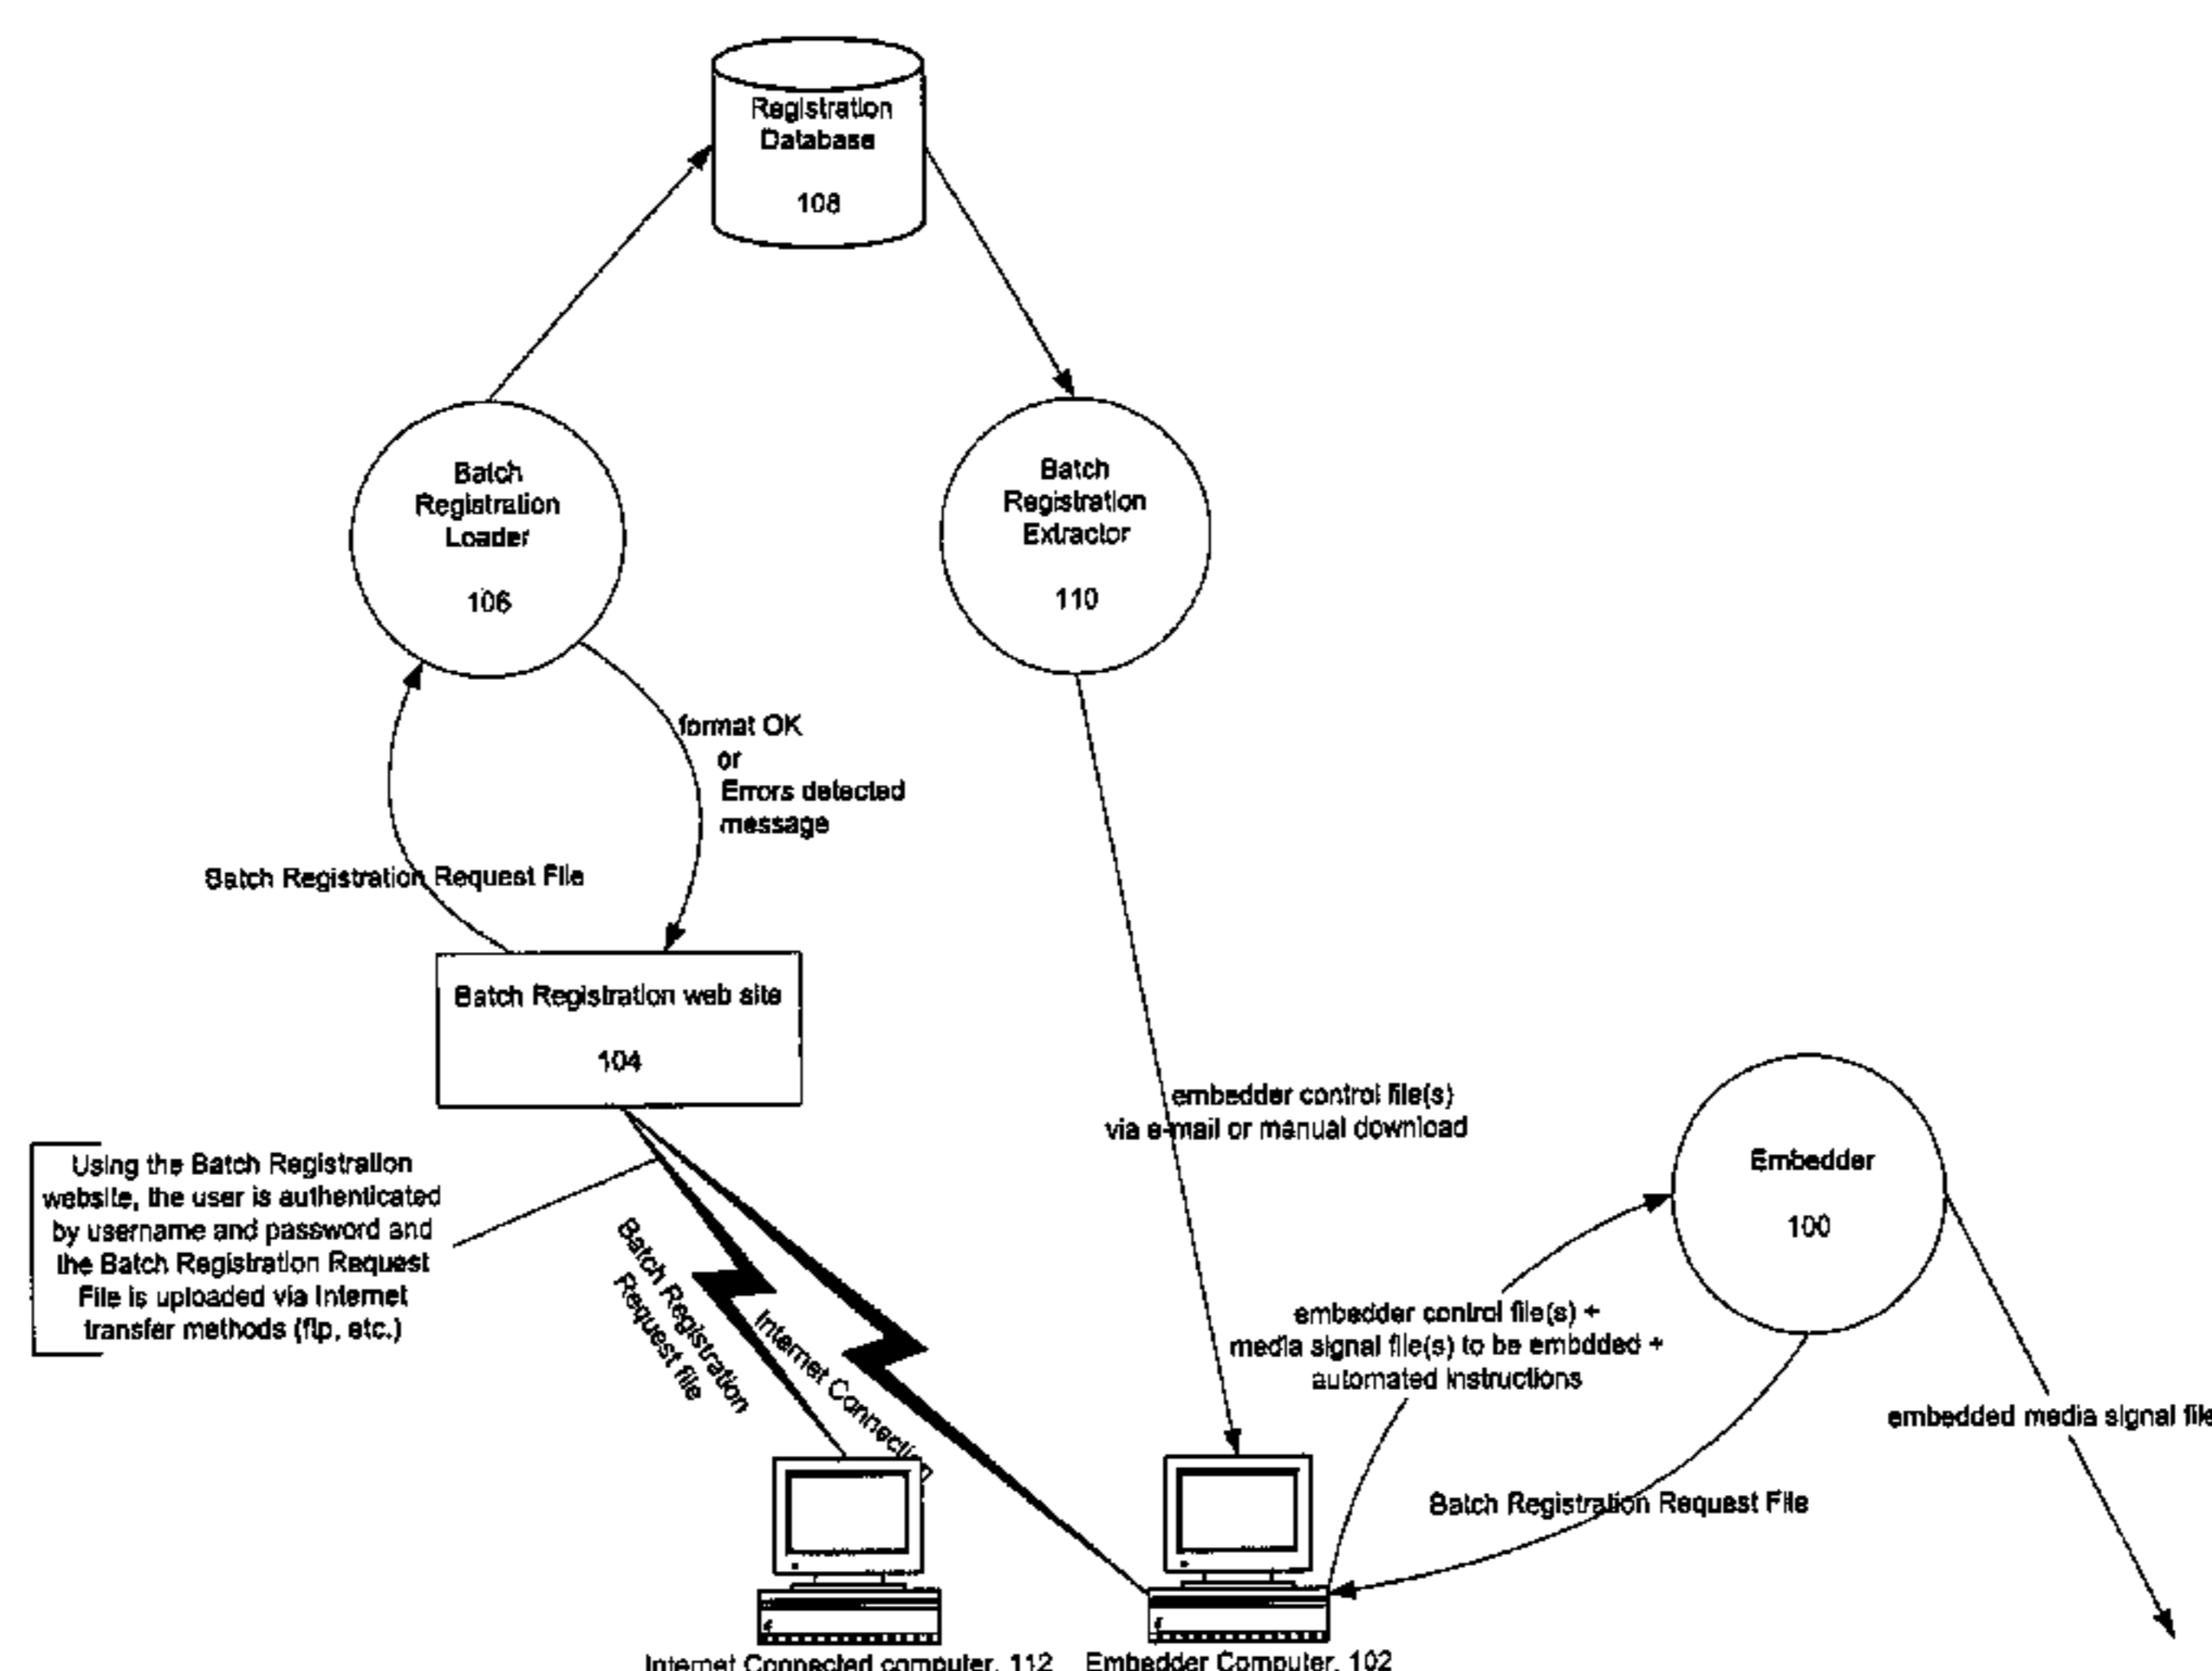 Registration
Database
108
Batch
Registration
Loader
106
Batch
Registration
Extractor
110
format OK
or
Errors detected
message
Batch Registration Request File
Batch Registration web site
104
embedder control file(s)
via e-mail or manual download
Using the Batch Registration
website, the user is authenticated
by username and password and
the Batch Registration Request
File is uploaded via Internet
transfer methods (ftp, etc.)
Embedder
100
Batch Registration
Request file
Internet Connection
embedder control file(s) +
media signal file(s) to be embdded +
automated instructions
embedded media signal file
Batch Registration Request File
Internet Connected computer, 112
Embedder Computer, 102